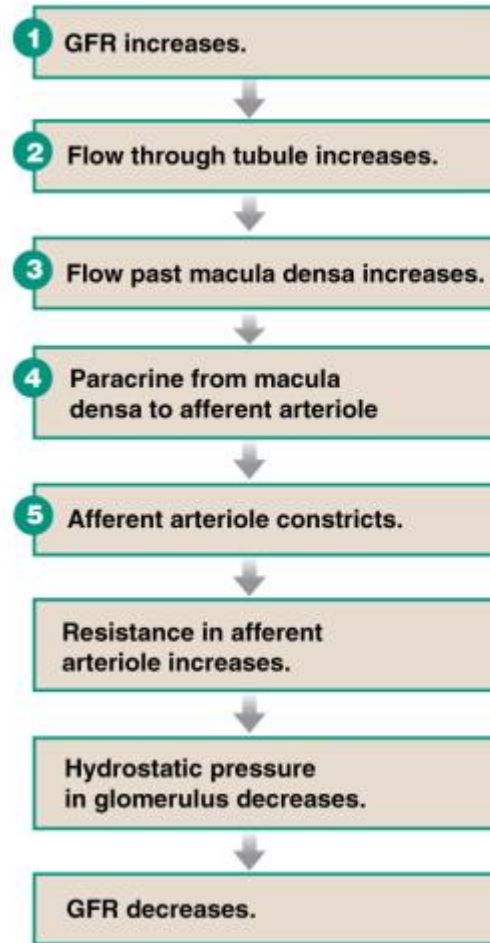 1 GFR increases.
2 Flow through tubule increases.
3 Flow past macula densa increases.
4 Paracrine from macula
densa to afferent arteriole
5 Afferent arteriole constricts.
Resistance in afferent
arteriole increases.
Hydrostatic pressure
in glomerulus decreases.
GFR decreases.